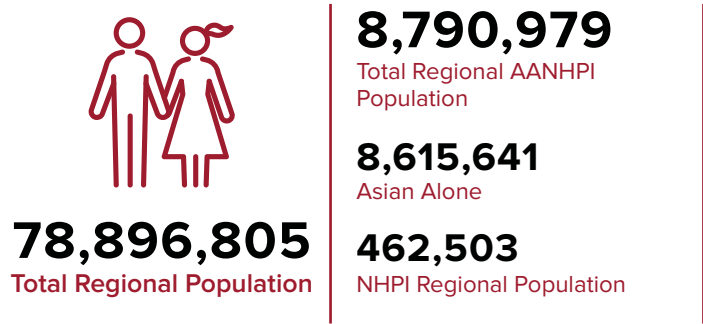 78,896,805
Total Regional Population
8,790,979
Total Regional AANHPI
Population
8,615,641
Asian Alone
462,503
NHPI Regional Population